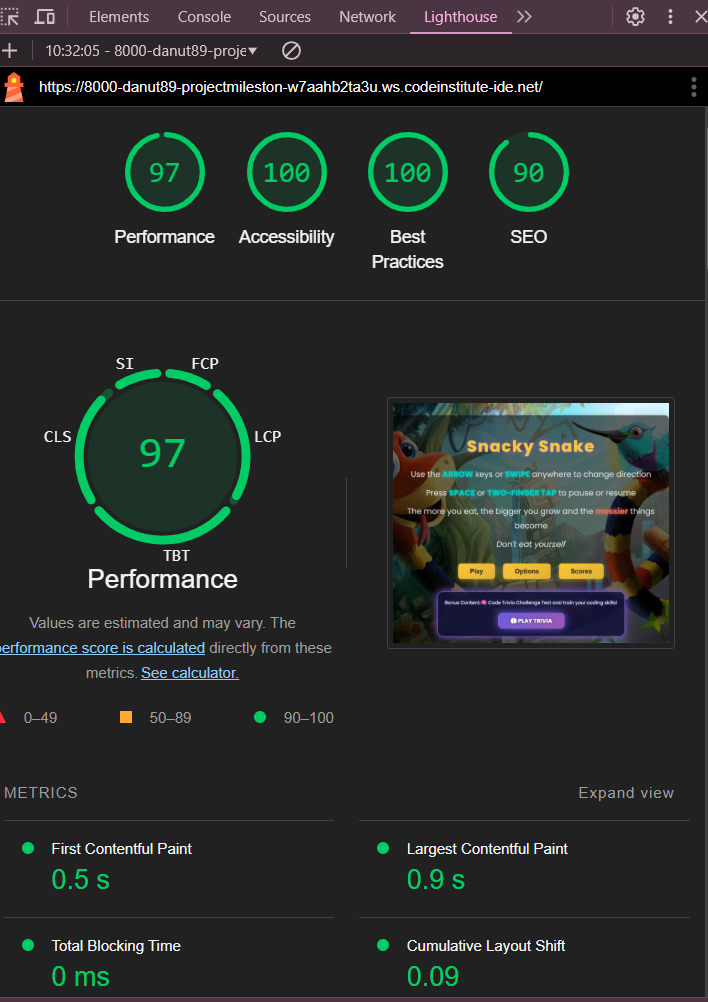 Elements Console Sources Network Lighthouse
10:32:05 - 8000-danut89-proje
https://8000-danut89-projectmileston-w7aahb2ta3u.ws.codeinstitute-ide.net/
97 100 100 90
Performance Accessibility Best Practices SEO
SI FCP
CLS LCP
97
TBT
Performance
Values are estimated and may vary. The
erformance score is calculated directly from these
metrics. See calculator.
0–49 50–89 90–100
Snacky Snake
Use the ARROW keys or SWIPE anywhere to change direction
Press SPACE or TWO-FINGER TAP to pause or resume
The more you eat, the bigger you grow and the messier things
become
Don't eat yourself
Play Options Scores
Bonus Content: Code Trivia Challenge Test and train your coding skills!
PLAY TRIVIA
METRICS Expand view
First Contentful Paint
0.5 s
Largest Contentful Paint
0.9 s
Total Blocking Time
0 ms
Cumulative Layout Shift
0.09